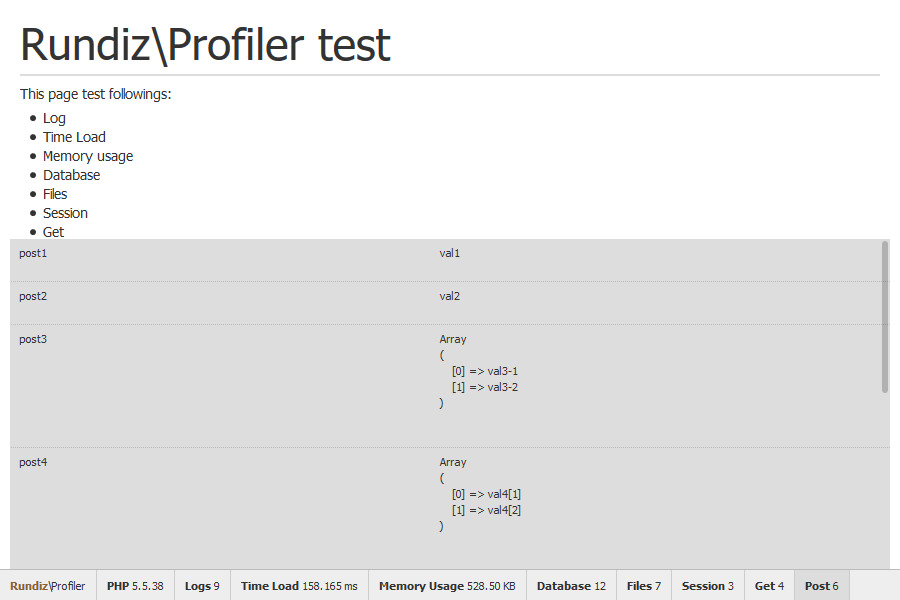 Rundiz\Profiler test
This page test followings:
Log
Time Load
Memory usage
Database
Files
Session
Get
post1 val1
post2 val2
post3 Array
(
[0] => val3-1
[1] => val3-2
)
post4 Array
(
[0] => val4[1]
[1] => val4[2]
)
Rundiz\Profiler PHP 5.5.38 Logs 9 Time Load 158.165 ms Memory Usage 528.50 KB Database 12 Files 7 Session 3 Get 4 Post 6